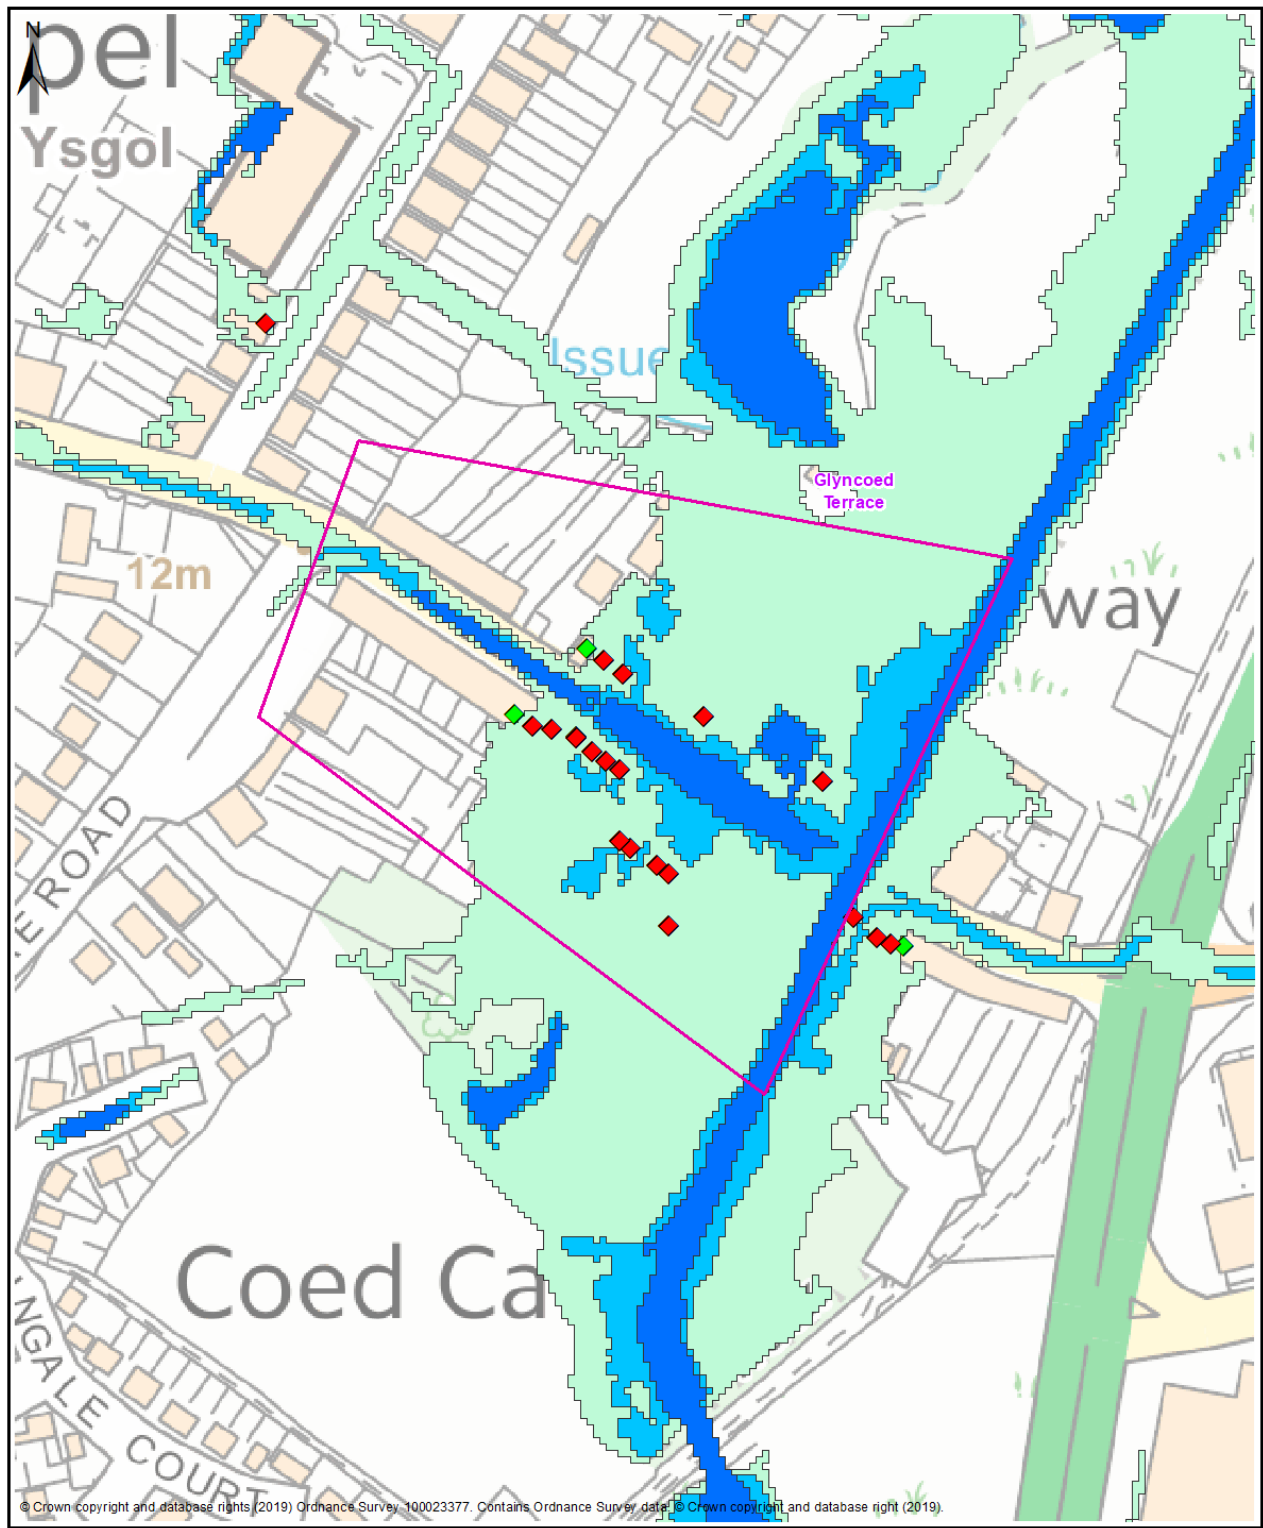 N
pel
Ysgol
Issue
Glyncoed
Terrace
12m
way
E ROAD
Coed Ca
NGALE COURT
© Crown copyright and database rights (2019) Ordnance Survey 100023377. Contains Ordnance Survey data. © Crown copyright and database right (2019).